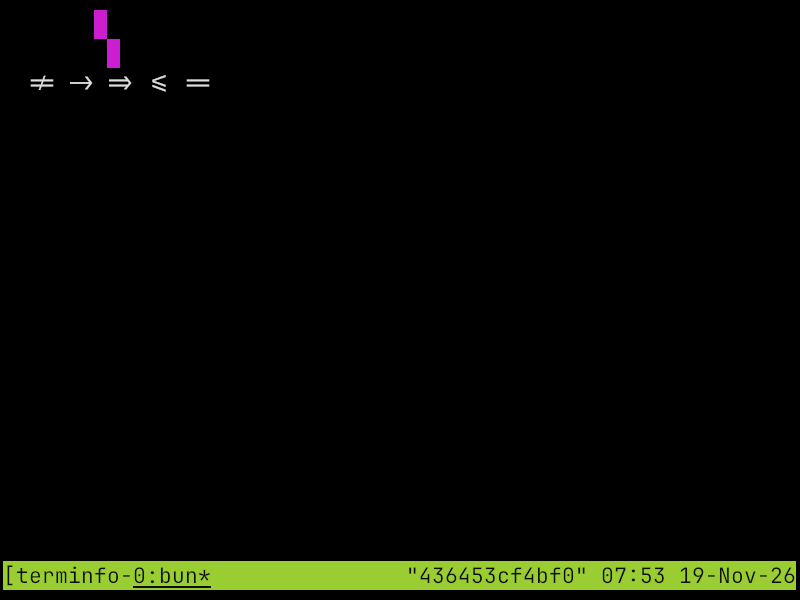 ≠ → ⇒ ⩽ ==
[terminfo-0:bun* "436453cf4bf0" 07:53 19-Nov-26